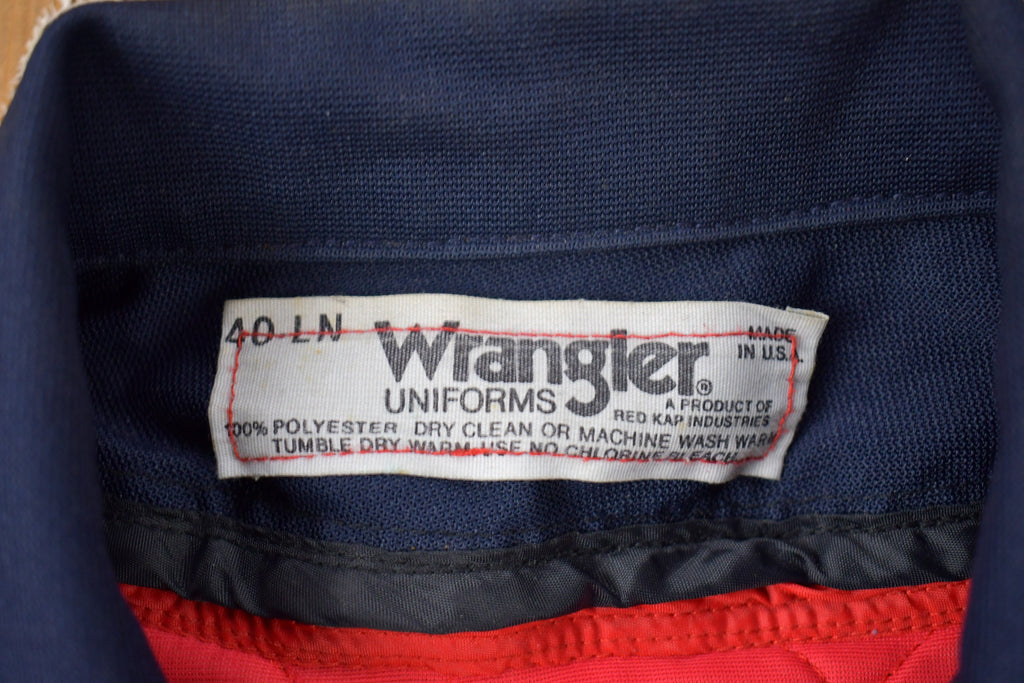 40-LN
Wrangler®
MADE
IN U.S.A.
UNIFORMS
A PRODUCT OF
RED KAP INDUSTRIES
100% POLYESTER DRY CLEAN OR MACHINE WASH WARM
TUMBLE DRY WARM USE NO CHLORINE BLEACH